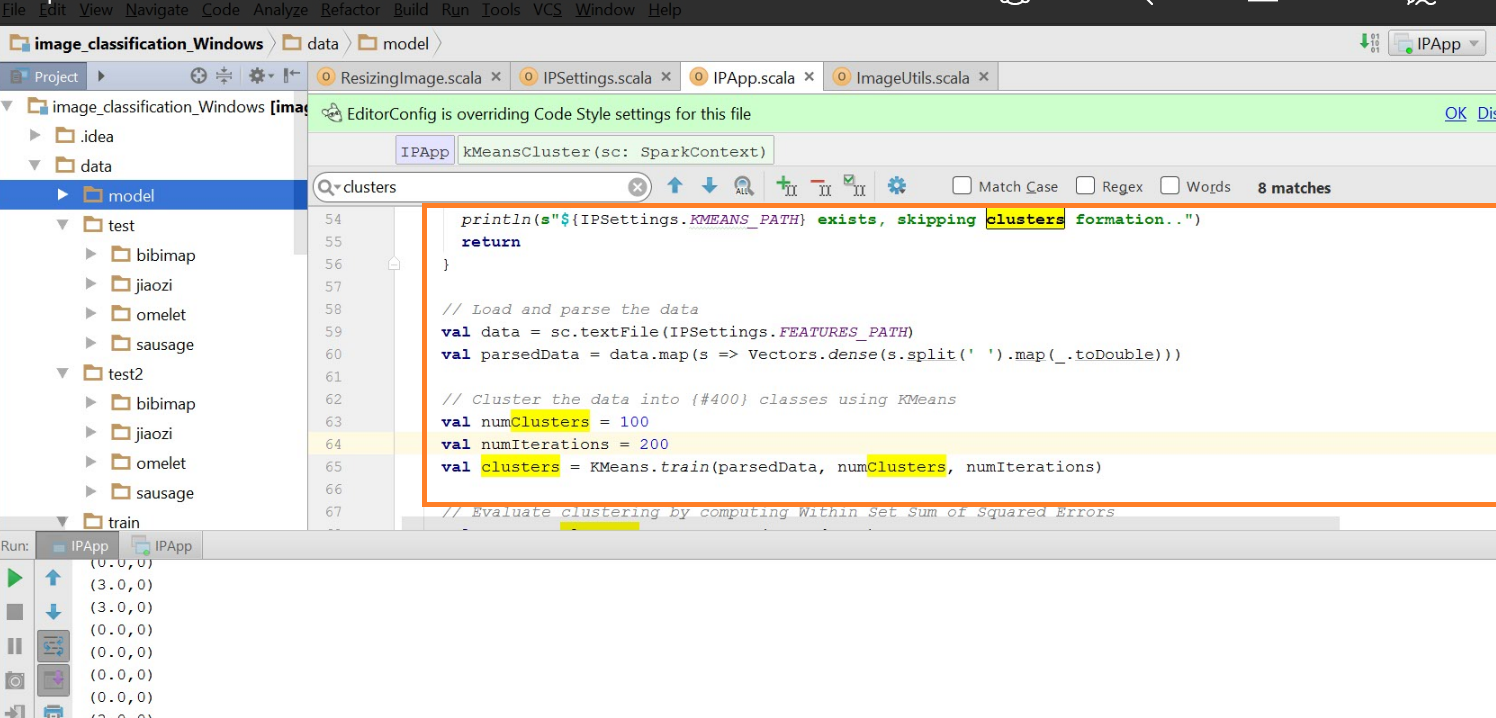 File Edit View Navigate Code Analyze Refactor Build Run Tools VCS Window Help
image_classification_Windows data model IPApp
Project ResizingImage.scala IPSettings.scala IPApp.scala ImageUtils.scala
image_classification_Windows [imag
EditorConfig is overriding Code Style settings for this file OK Dis
.idea
data
model
test
bibimap
jiaozi
omelet
sausage
test2
bibimap
jiaozi
omelet
sausage
train
IPApp kMeansCluster(sc: SparkContext)
clusters Match Case Regex Words 8 matches
54 println(s"${IPSettings.KMEANS_PATH} exists, skipping clusters formation..")
55 return
56 }
57
58 // Load and parse the data
59 val data = sc.textFile(IPSettings.FEATURES_PATH)
60 val parsedData = data.map(s => Vectors.dense(s.split(' ').map(_.toDouble)))
61
62 // Cluster the data into {#400} classes using KMeans
63 val numClusters = 100
64 val numIterations = 200
65 val clusters = KMeans.train(parsedData, numClusters, numIterations)
66
67 // Evaluate clustering by computing Within Set Sum of Squared Errors
Run: IPApp IPApp
(0.0,0)
(3.0,0)
(3.0,0)
(0.0,0)
(0.0,0)
(0.0,0)
(0.0,0)